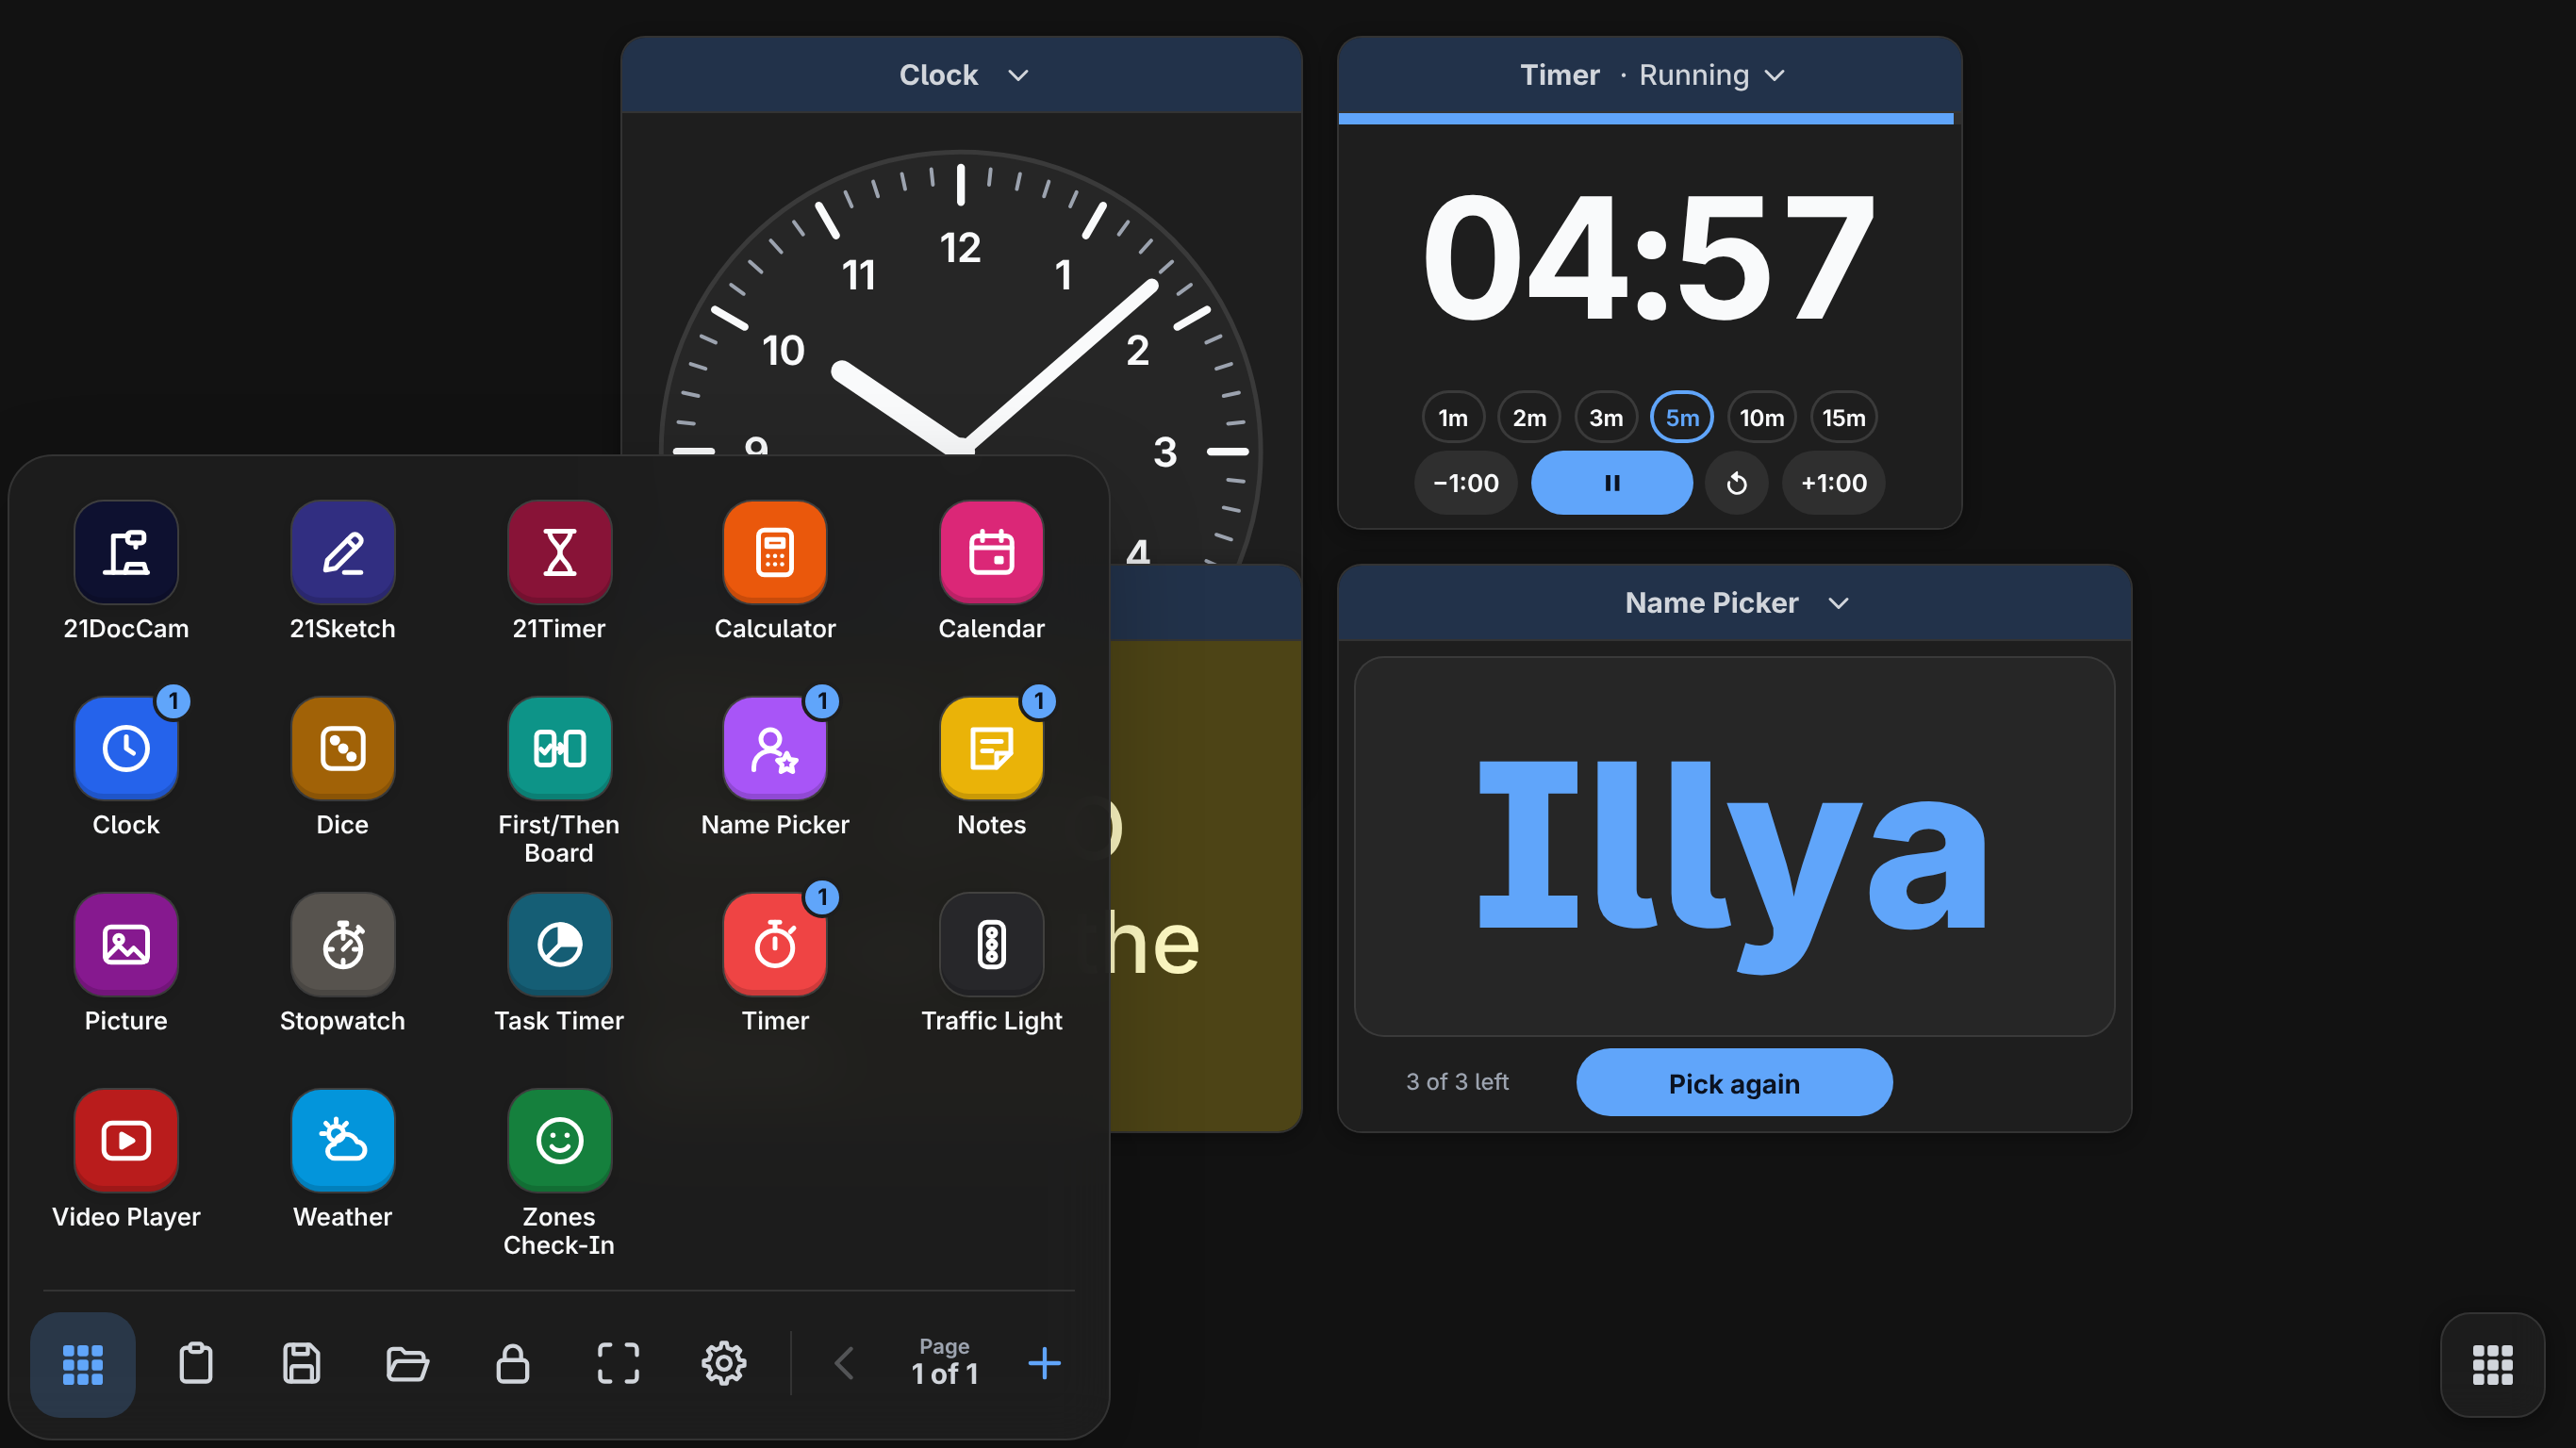 Clock
12
11
1
10
2
9
3
4
Timer · Running
04:57
1m 2m 3m 5m 10m 15m
−1:00 +1:00
21DocCam 21Sketch 21Timer Calculator Calendar
1 1 1
Clock Dice First/Then Name Picker Notes
Board
1
Picture Stopwatch Task Timer Timer Traffic Light
Video Player Weather Zones
Check-In
Page
1 of 1
he
Name Picker
Illya
3 of 3 left Pick again